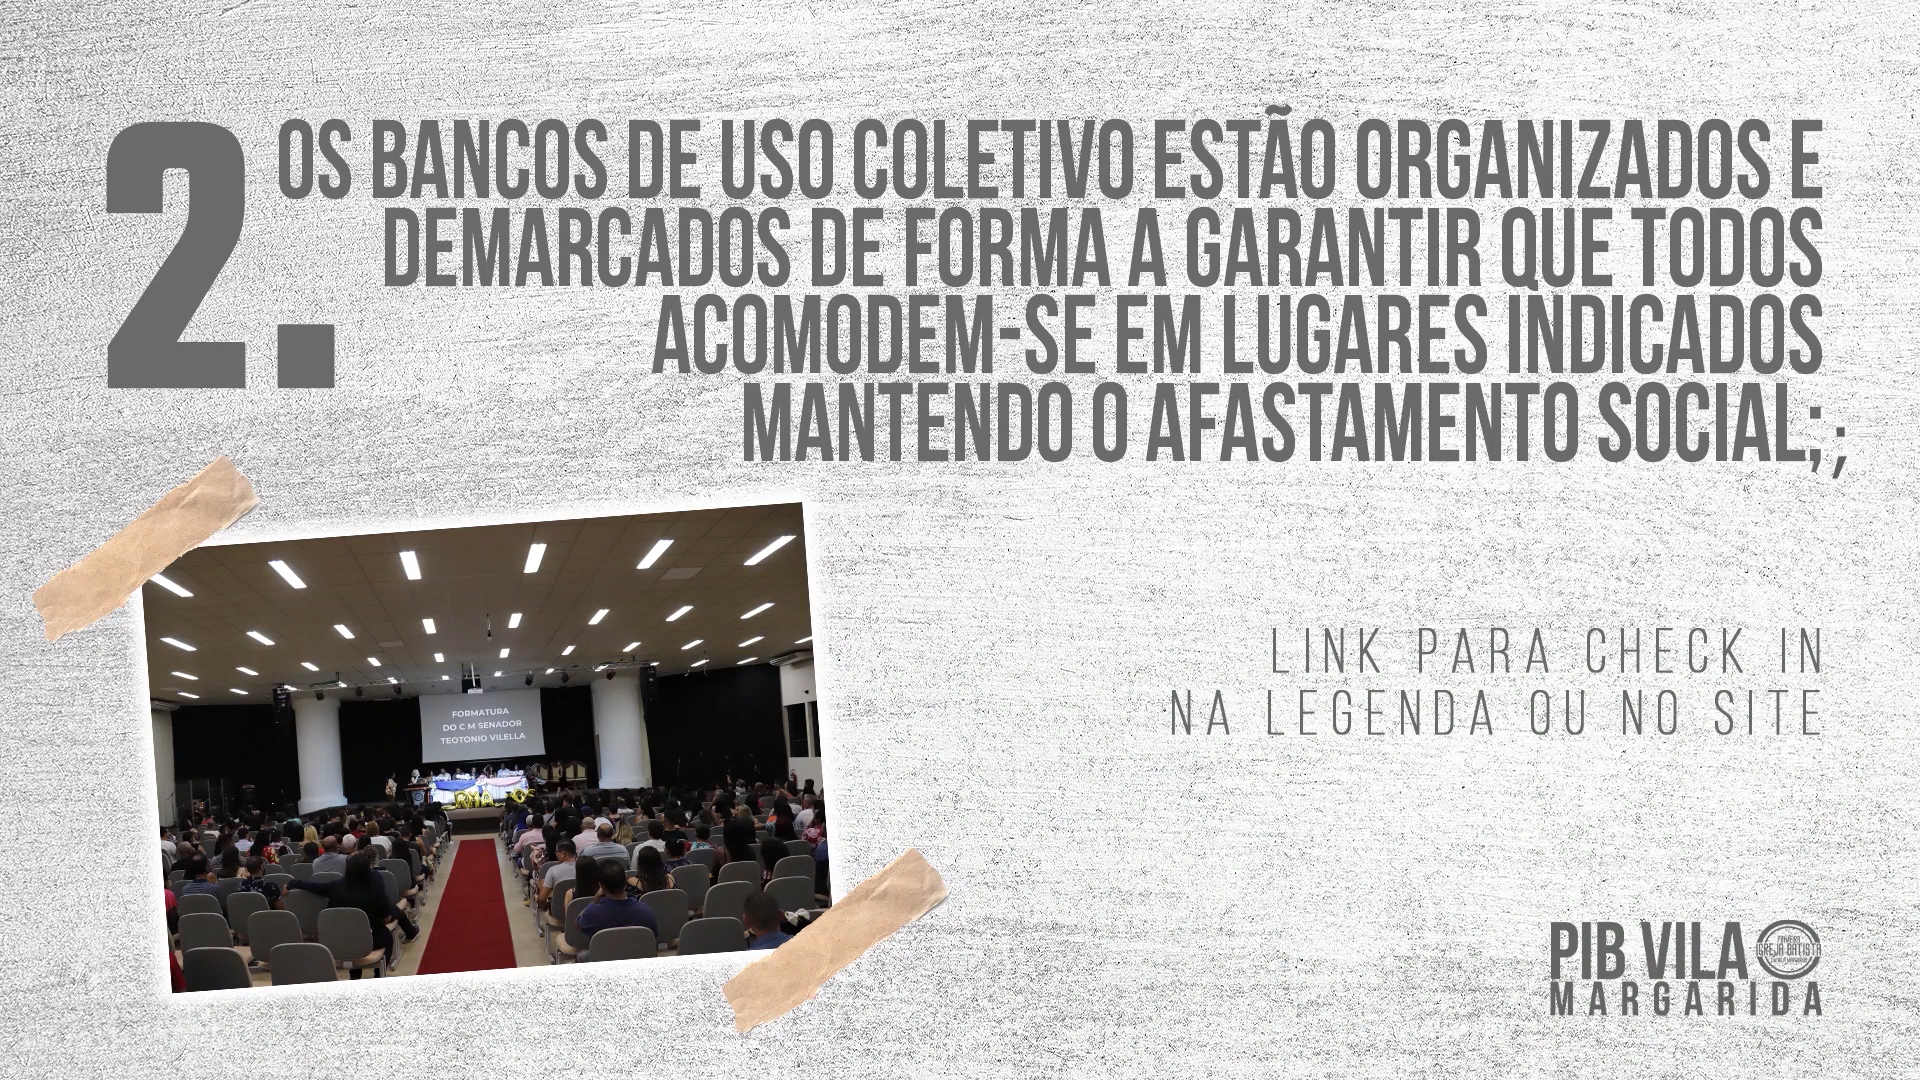 2.
OS BANCOS DE USO COLETIVO ESTÃO ORGANIZADOS E
DEMARCADOS DE FORMA A GARANTIR QUE TODOS
ACOMODEM-SE EM LUGARES INDICADOS
MANTENDO O AFASTAMENTO SOCIAL;;
FORMATURA
DO C M SENADOR
TEOTONIO VILELLA
LINK PARA CHECK IN
NA LEGENDA OU NO SITE
PIB VILA
MARGARIDA
PRIMEIRA
IGREJA BATISTA